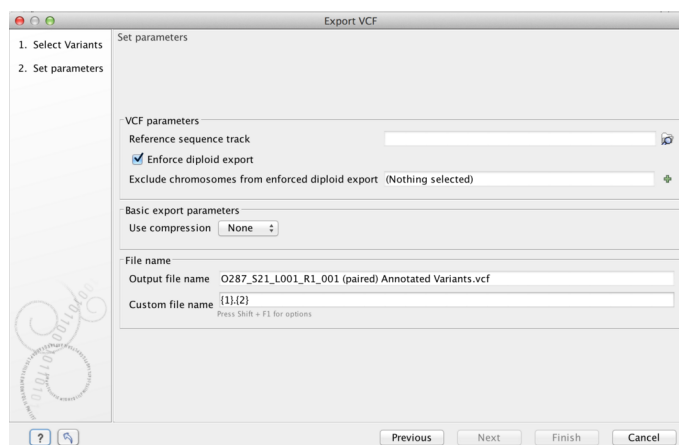 Export VCF
1. Select Variants
2. Set parameters
Set parameters
VCF parameters
Reference sequence track
Enforce diploid export
Exclude chromosomes from enforced diploid export (Nothing selected)
Basic export parameters
Use compression None
File name
Output file name O287_S21_L001_R1_001 (paired) Annotated Variants.vcf
Custom file name {1}.{2}
Press Shift + F1 for options
? Previous Next Finish Cancel